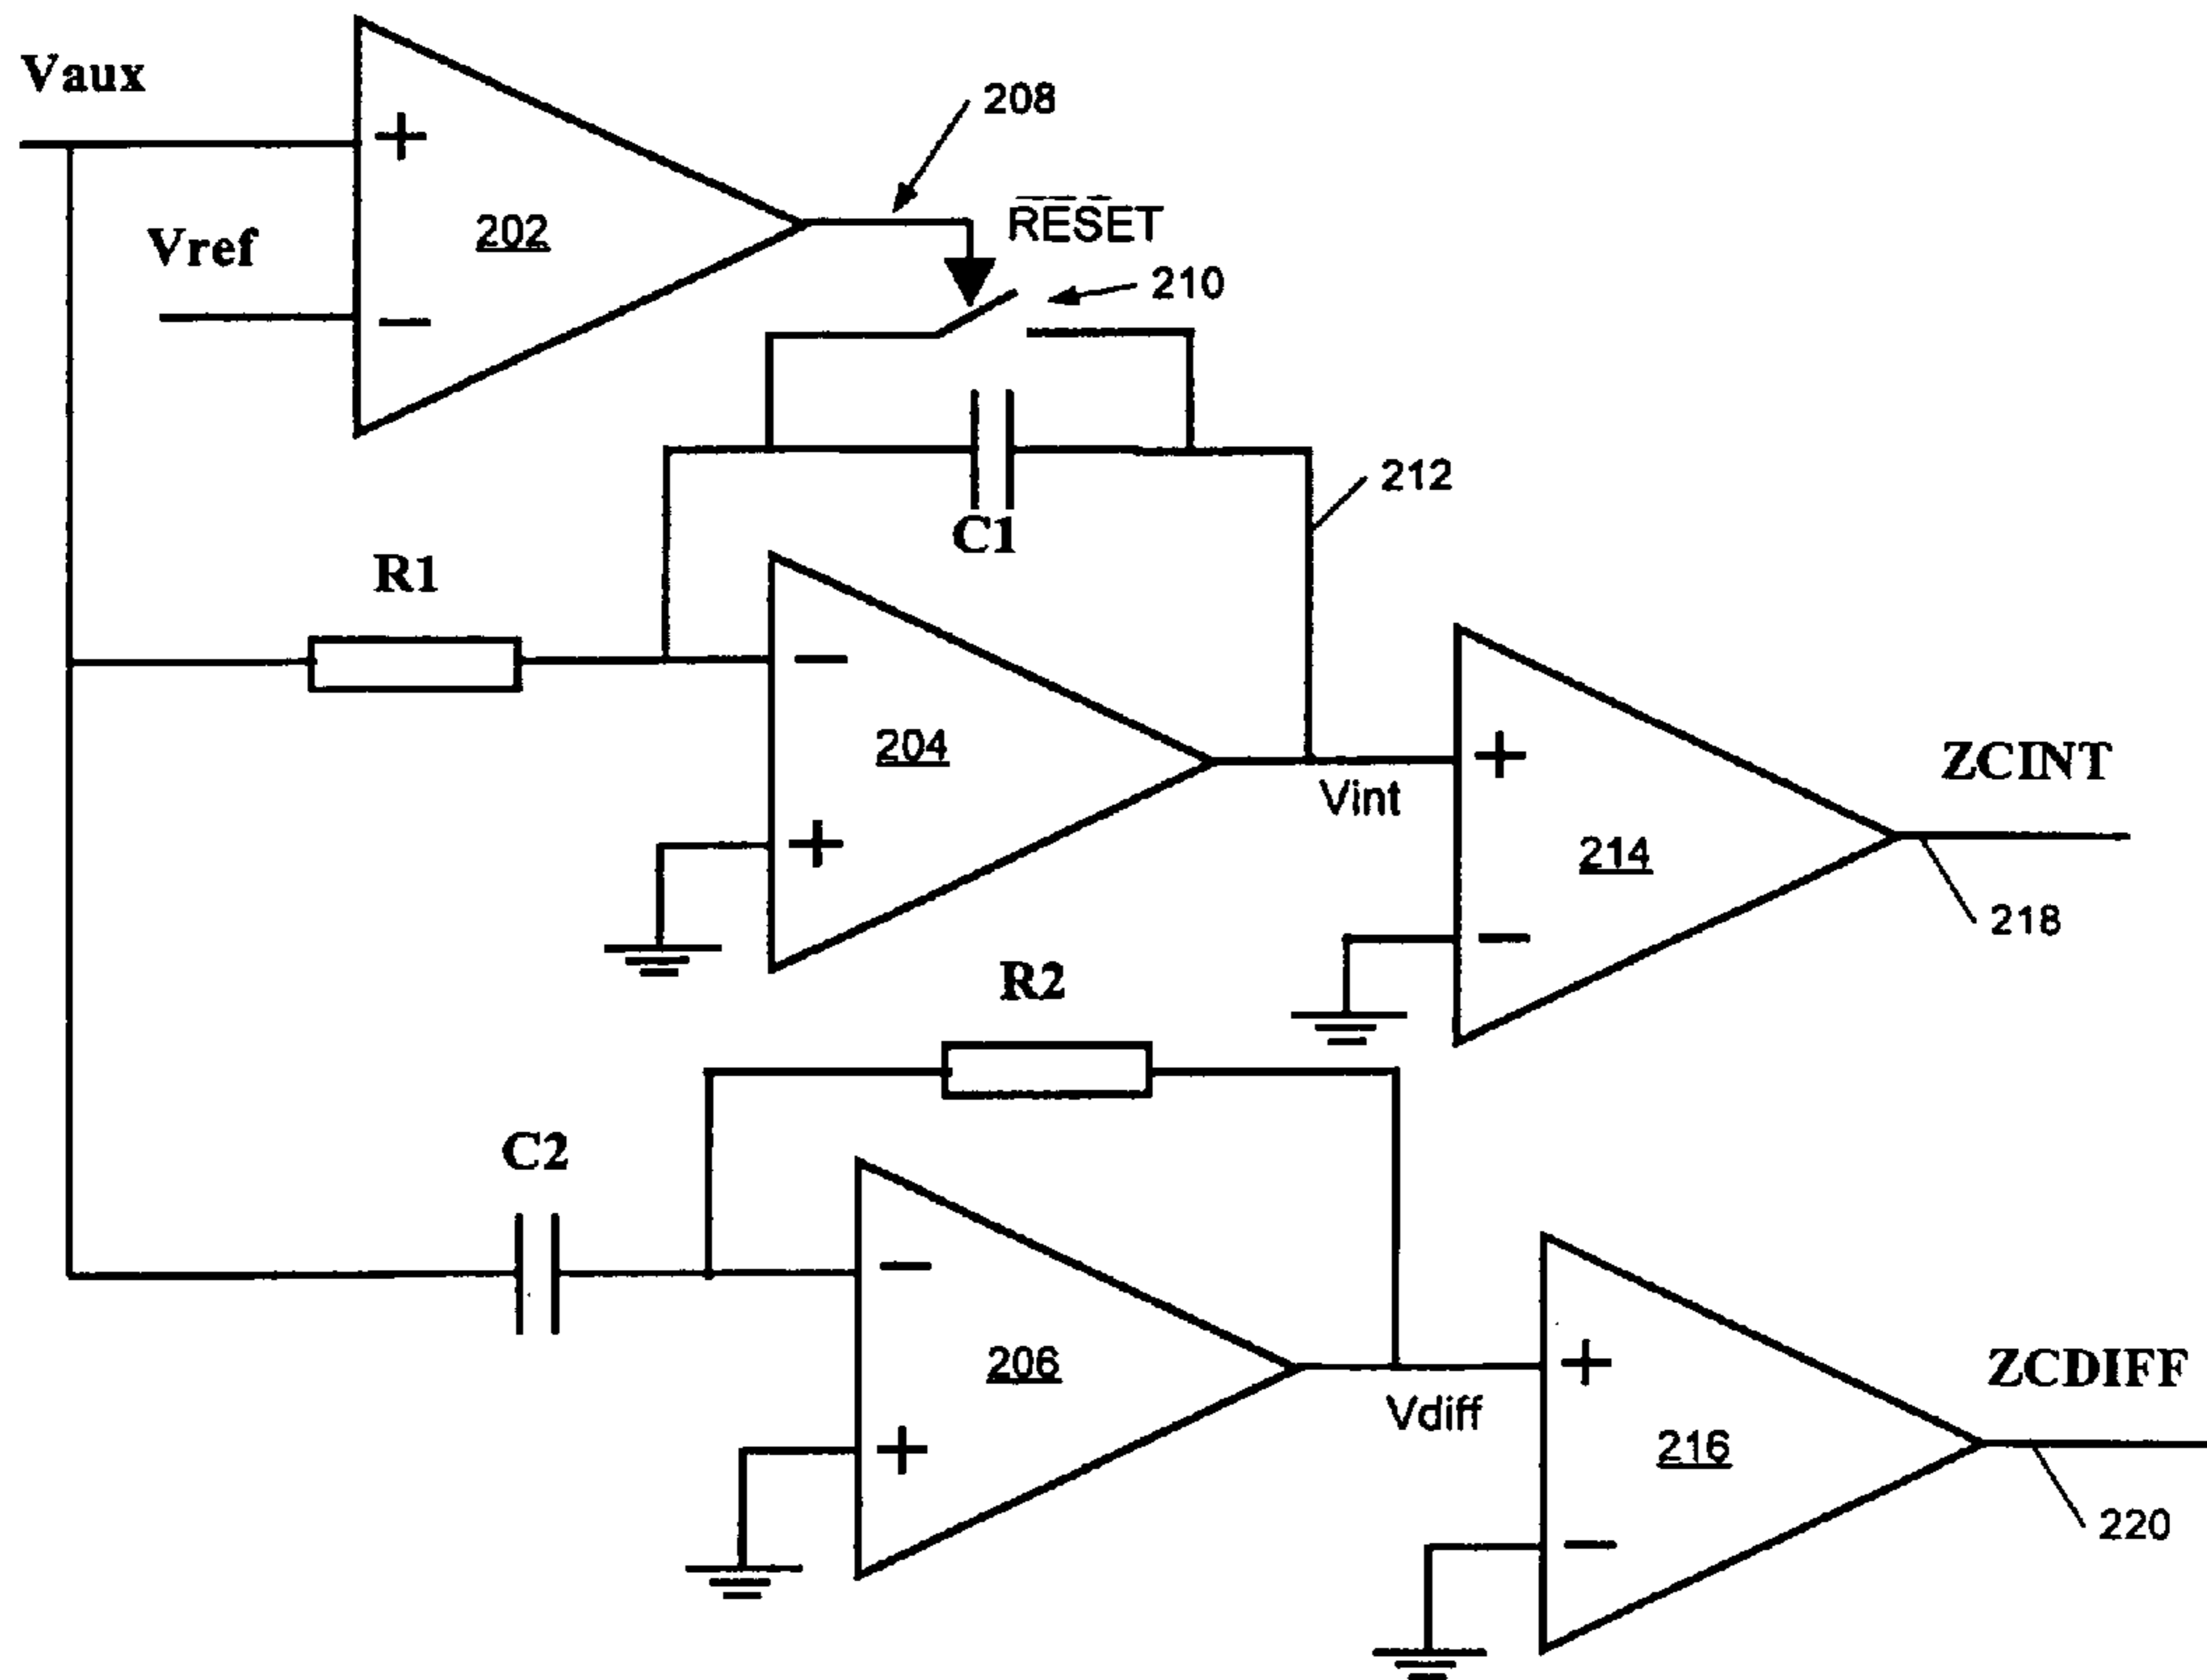 Vaux
208
+
202
RESET
Vref
210
−
212
C1
R1
−
204
+
ZCINT
Vint
+
214
218
−
R2
C2
−
206
+
ZCDIFF
Vdiff
+
216
220
−